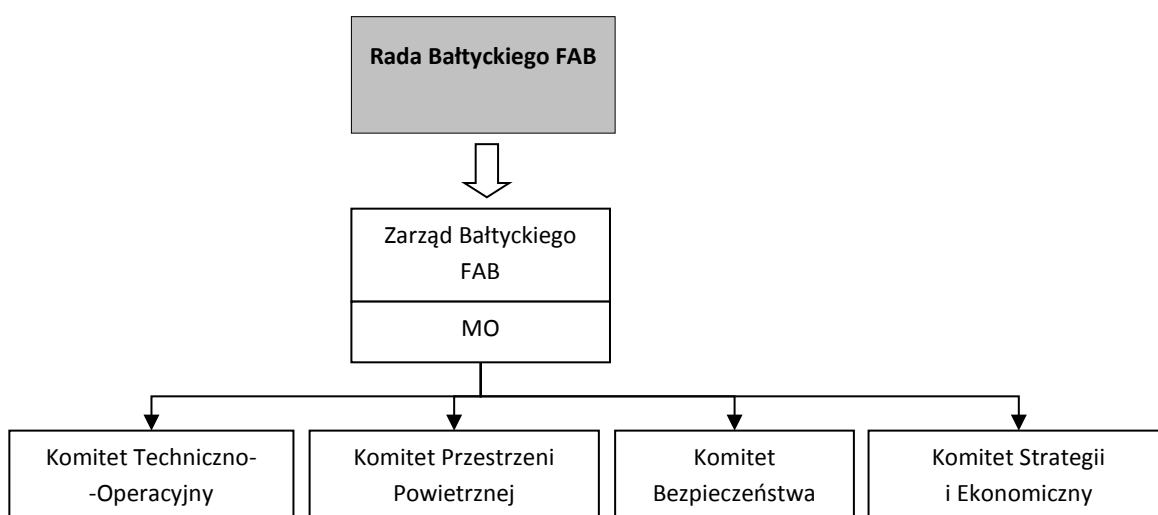 Rada Bałtyckiego FAB
Zarząd Bałtyckiego
FAB
MO
Komitet Techniczno-
-Operacyjny
Komitet Przestrzeni
Powietrznej
Komitet
Bezpieczeństwa
Komitet Strategii
i Ekonomiczny